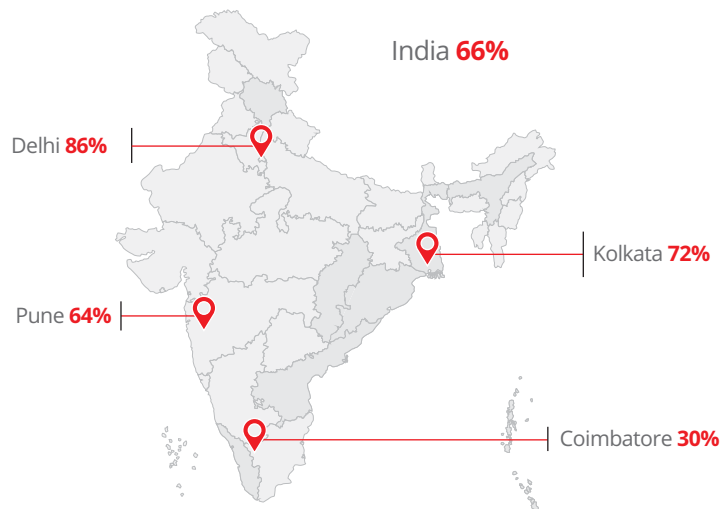 India 66%
Delhi 86%
Kolkata 72%
Pune 64%
Coimbatore 30%